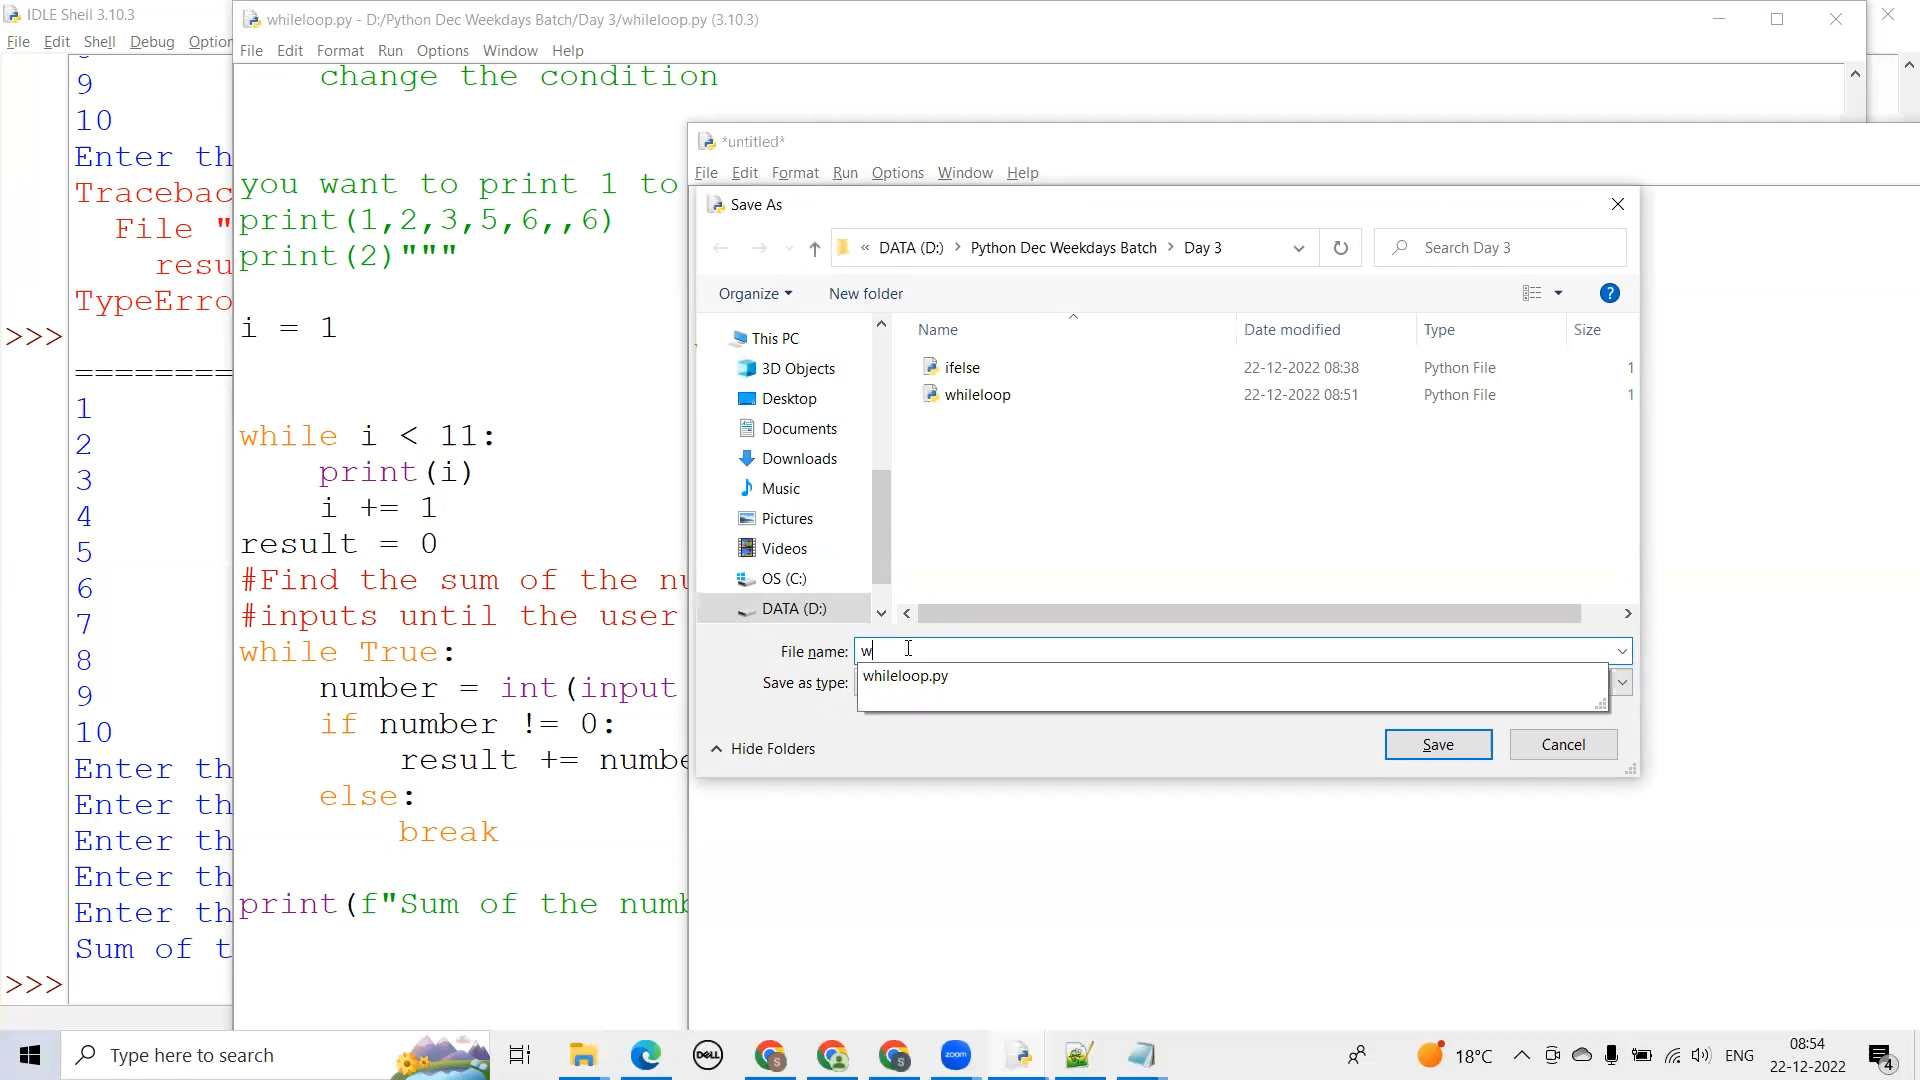 IDLE Shell 3.10.3
File Edit Shell Debug Option
9
10
Enter th
Tracebac
File "
resu
TypeErro
>>>
=========
1
2
3
4
5
6
7
8
9
10
Enter th
Enter th
Enter th
Enter th
Enter th
Sum of t
>>>
whileloop.py - D:/Python Dec Weekdays Batch/Day 3/whileloop.py (3.10.3)
File Edit Format Run Options Window Help
change the condition
you want to print 1 to
print(1,2,3,5,6,,6)
print(2)"""
i = 1
while i < 11:
print(i)
i += 1
result = 0
#Find the sum of the nu
#inputs until the user
while True:
number = int(input
if number != 0:
result += numbe
else:
break
print(f"Sum of the numb
*untitled*
File Edit Format Run Options Window Help
Save As
« DATA (D:) > Python Dec Weekdays Batch > Day 3
Search Day 3
Organize New folder
?
This PC
3D Objects
Desktop
Documents
Downloads
Music
Pictures
Videos
OS (C:)
DATA (D:)
Name Date modified Type Size
ifelse 22-12-2022 08:38 Python File 1
whileloop 22-12-2022 08:51 Python File 1
File name: w
whileloop.py
Save as type:
Hide Folders
Save Cancel
Type here to search
DELL
zoom
18°C
ENG
08:54
22-12-2022
4